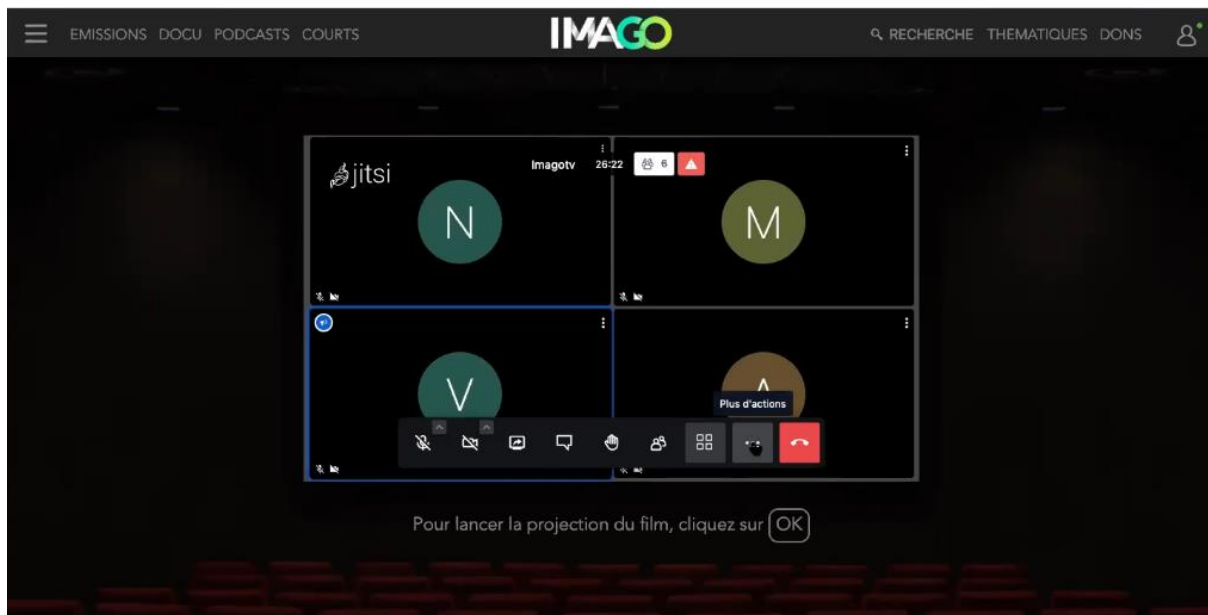 EMISSIONS DOCU PODCASTS COURTS IMAGO RECHERCHE THEMATIQUES DONS
jitsi
Imagotv 26:22 6
N
M
V
A
Plus d'actions
Pour lancer la projection du film, cliquez sur OK